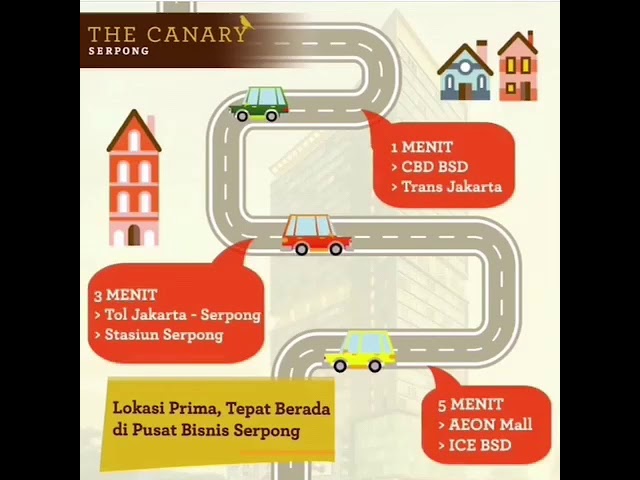 THE CANARY
SERPONG
1 MENIT
> CBD BSD
> Trans Jakarta
3 MENIT
> Tol Jakarta - Serpong
> Stasiun Serpong
5 MENIT
> AEON Mall
> ICE BSD
Lokasi Prima, Tepat Berada
di Pusat Bisnis Serpong